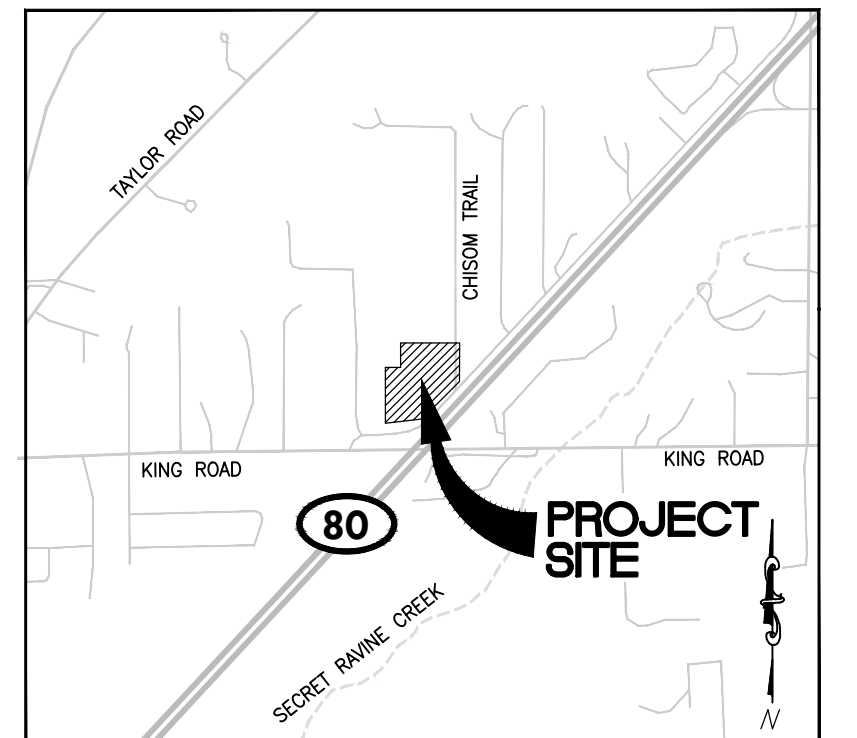 TAYLOR ROAD
CHISOM TRAIL
KING ROAD
KING ROAD
80
PROJECT
SITE
SECRET RAVINE CREEK
N